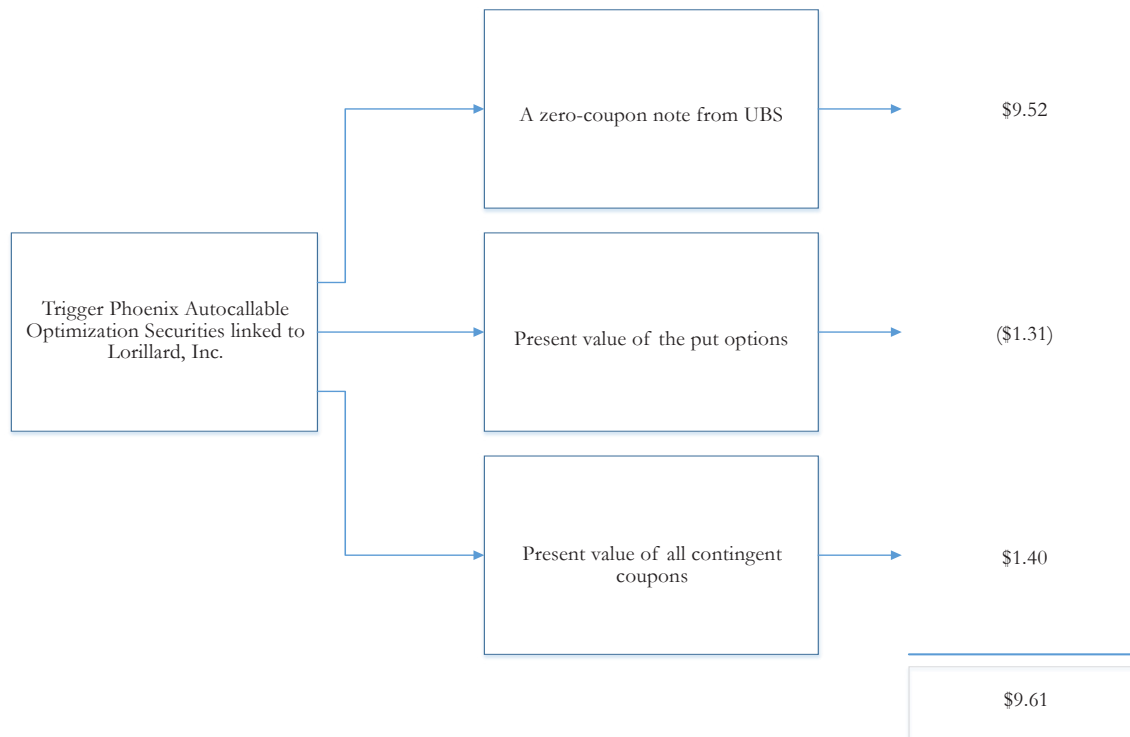 A zero-coupon note from UBS
$9.52
Trigger Phoenix Autocallable
Optimization Securities linked to
Lorillard, Inc.
Present value of the put options
($1.31)
Present value of all contingent
coupons
$1.40
$9.61